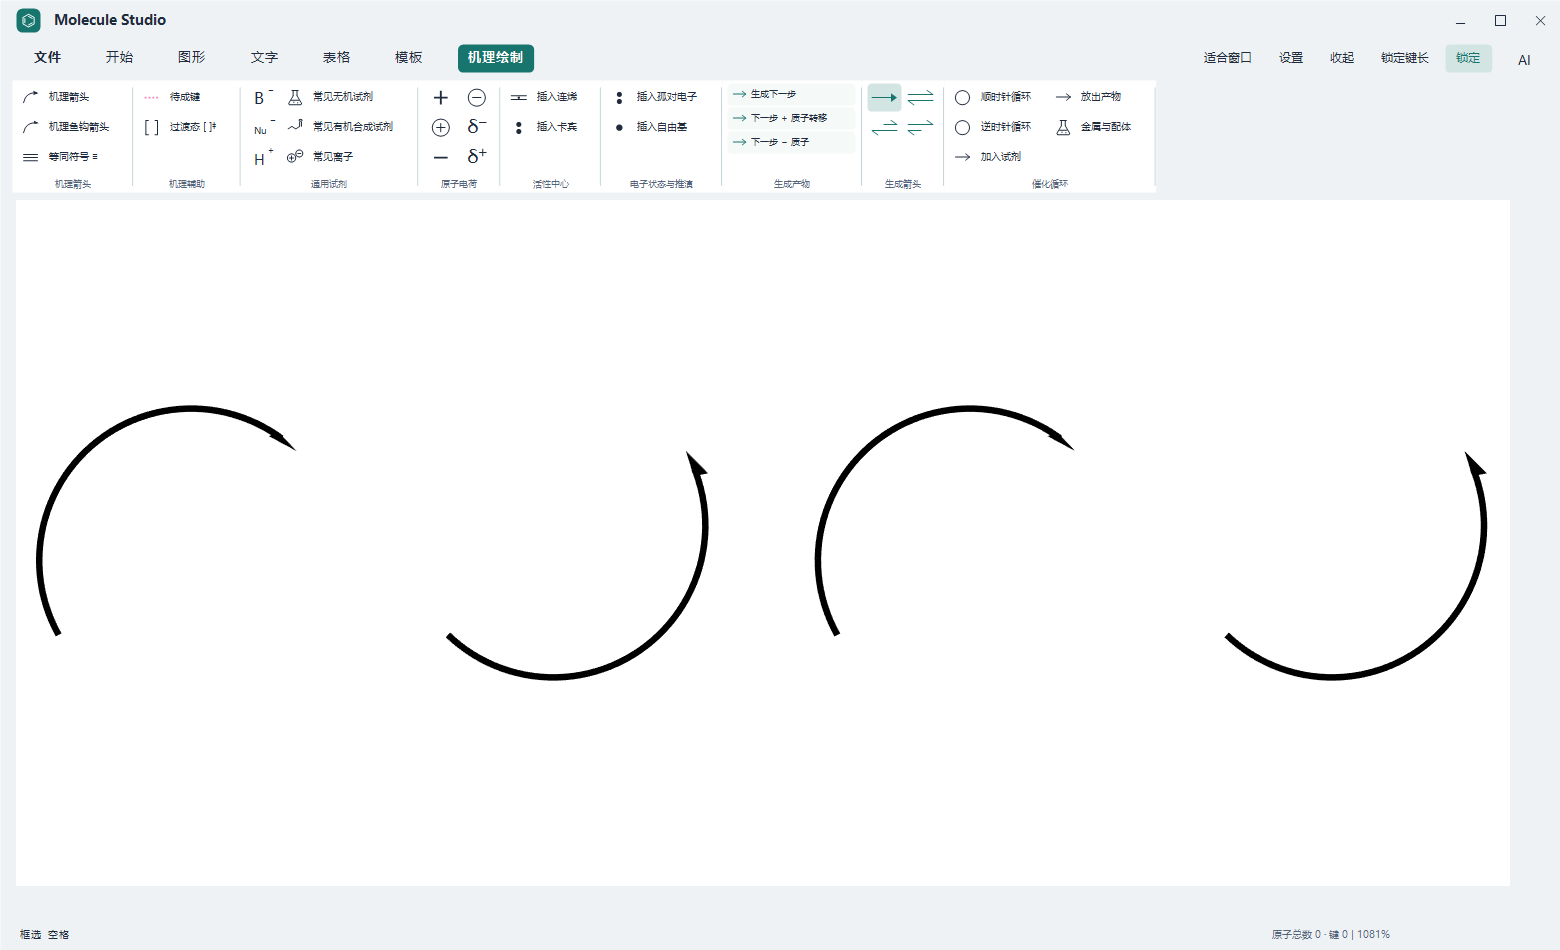 Molecule Studio
文件 开始 图形 文字 表格 模板 机理绘制 适合窗口 设置 收起 锁定键长 锁定 AI
机理箭头 待成键 B⁻ 常见无机试剂 + ⊖ 插入连烯 插入孤对电子 生成下一步 顺时针循环 放出产物
机理鱼钩箭头 过渡态 [ ]‡ Nu⁻ 常见有机合成试剂 ⊕ δ⁻ 插入卡宾 插入自由基 下一步 + 质子转移 逆时针循环 金属与配体
等同符号 ≡ H⁺ 常见离子 − δ⁺ 下一步 − 质子 加入试剂
机理箭头 机理辅助 通用试剂 原子电荷 活性中心 电子状态与推演 生成产物 生成箭头 催化循环
框选 空格 原子总数 0 · 键 0 | 1081%